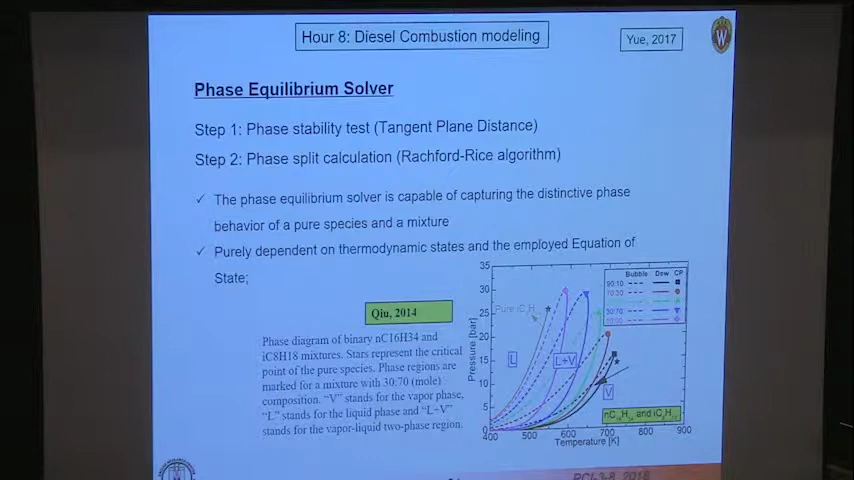 Hour 8: Diesel Combustion modeling
Yue, 2017
W
Phase Equilibrium Solver
Step 1: Phase stability test (Tangent Plane Distance)
Step 2: Phase split calculation (Rachford-Rice algorithm)
✓ The phase equilibrium solver is capable of capturing the distinctive phase
behavior of a pure species and a mixture
✓ Purely dependent on thermodynamic states and the employed Equation of
State;
Qiu, 2014
Phase diagram of binary nC16H34 and
iC8H18 mixtures. Stars represent the critical
point of the pure species. Phase regions are
marked for a mixture with 30:70 (mole)
composition. “V” stands for the vapor phase,
“L” stands for the liquid phase and “L+V”
stands for the vapor-liquid two-phase region.
35
30
25
20
15
10
5
0
Pressure [bar]
Bubble Dew CP
90:10
70:30
30:70
Pure iC
L
L+V
V
and
400 500 600 700 800 900
Temperature [K]